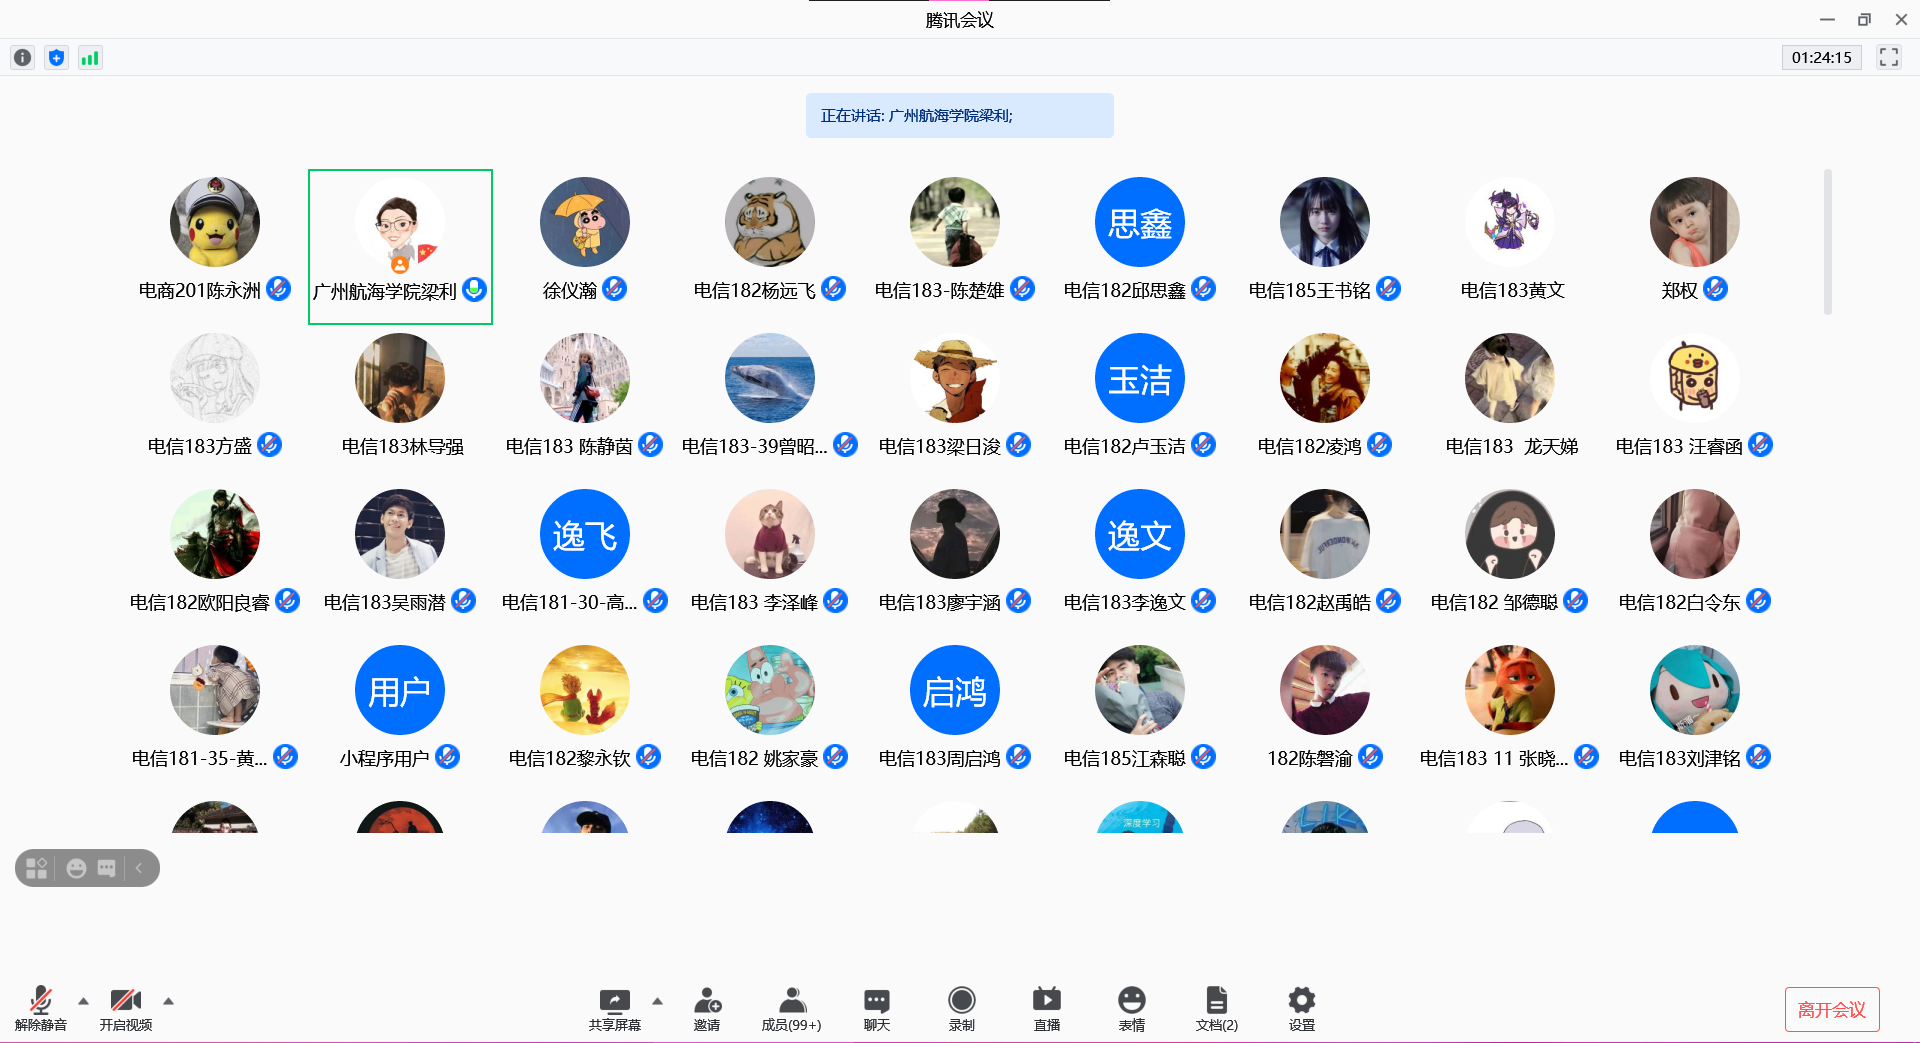 腾讯会议
01:24:15
正在讲话: 广州航海学院梁利;
思鑫
电商201陈永洲
广州航海学院梁利
徐仪瀚
电信182杨远飞
电信183-陈楚雄
电信182邱思鑫
电信185王书铭
电信183黄文
郑权
玉洁
电信183方盛
电信183林导强
电信183 陈静茵
电信183-39曾昭...
电信183梁日浚
电信182卢玉洁
电信182凌鸿
电信183  龙天娣
电信183 汪睿函
逸飞
逸文
电信182欧阳良睿
电信183吴雨潜
电信181-30-高...
电信183 李泽峰
电信183廖宇涵
电信183李逸文
电信182赵禹皓
电信182 邹德聪
电信182白令东
用户
启鸿
电信181-35-黄...
小程序用户
电信182黎永钦
电信182 姚家豪
电信183周启鸿
电信185江森聪
182陈磐渝
电信183 11 张晓...
电信183刘津铭
深度学习
解除静音
开启视频
共享屏幕
邀请
成员(99+)
聊天
录制
直播
表情
文档(2)
设置
离开会议